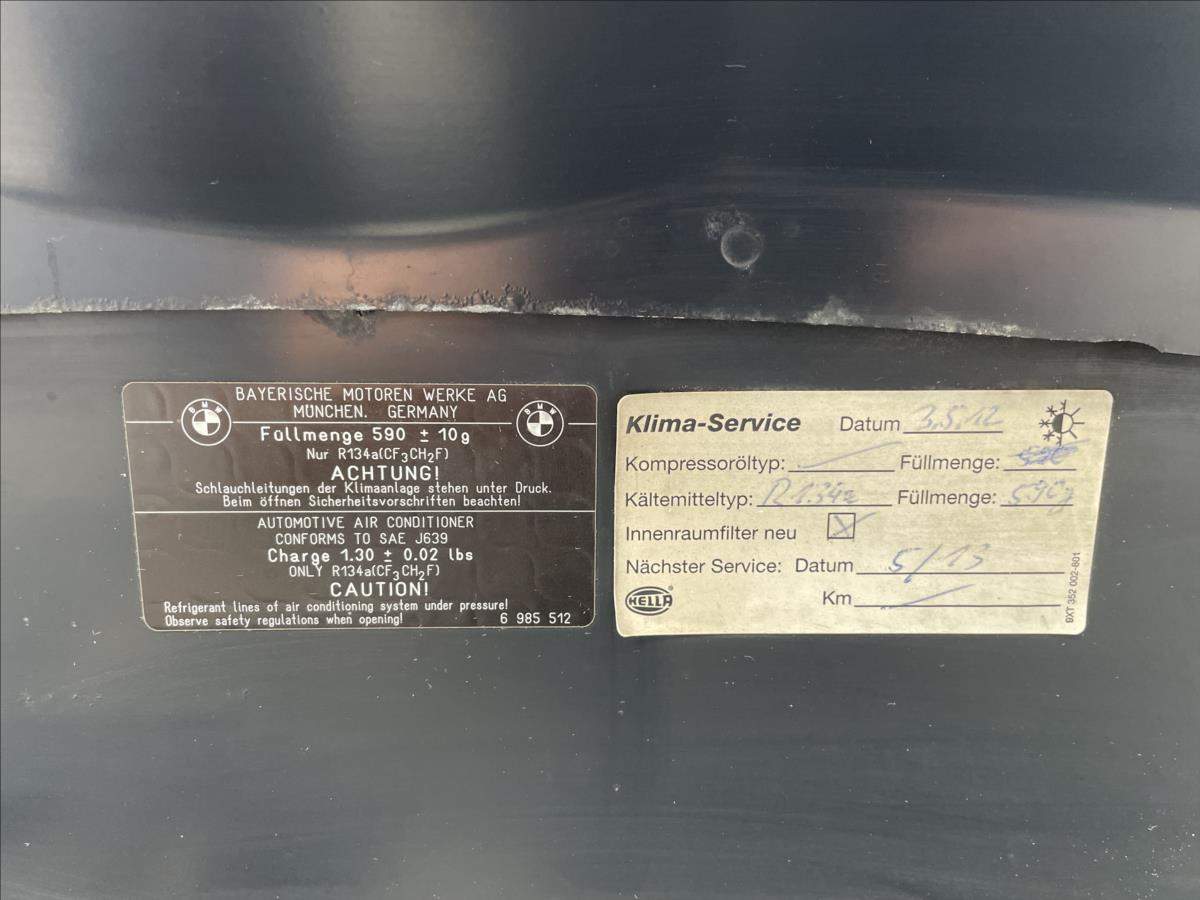 BAYERISCHE MOTOREN WERKE AG
MÜNCHEN. GERMANY
BMW
BMW
Füllmenge 590 ± 10g
Nur R134a(CF₃CH₂F)
ACHTUNG!
Schlauchleitungen der Klimaanlage stehen unter Druck.
Beim öffnen Sicherheitsvorschriften beachten!
AUTOMOTIVE AIR CONDITIONER
CONFORMS TO SAE J639
Charge 1.30 ± 0.02 lbs
ONLY R134a(CF₃CH₂F)
CAUTION!
Refrigerant lines of air conditioning system under pressure!
Observe safety regulations when opening!
6 985 512
Klima-Service Datum 3.5.12
Kompressoröltyp: Füllmenge:
Kältemitteltyp: R134a Füllmenge: 590g
Innenraumfilter neu
Nächster Service: Datum 5/13
Km
HELLA
9XT 352 002-801